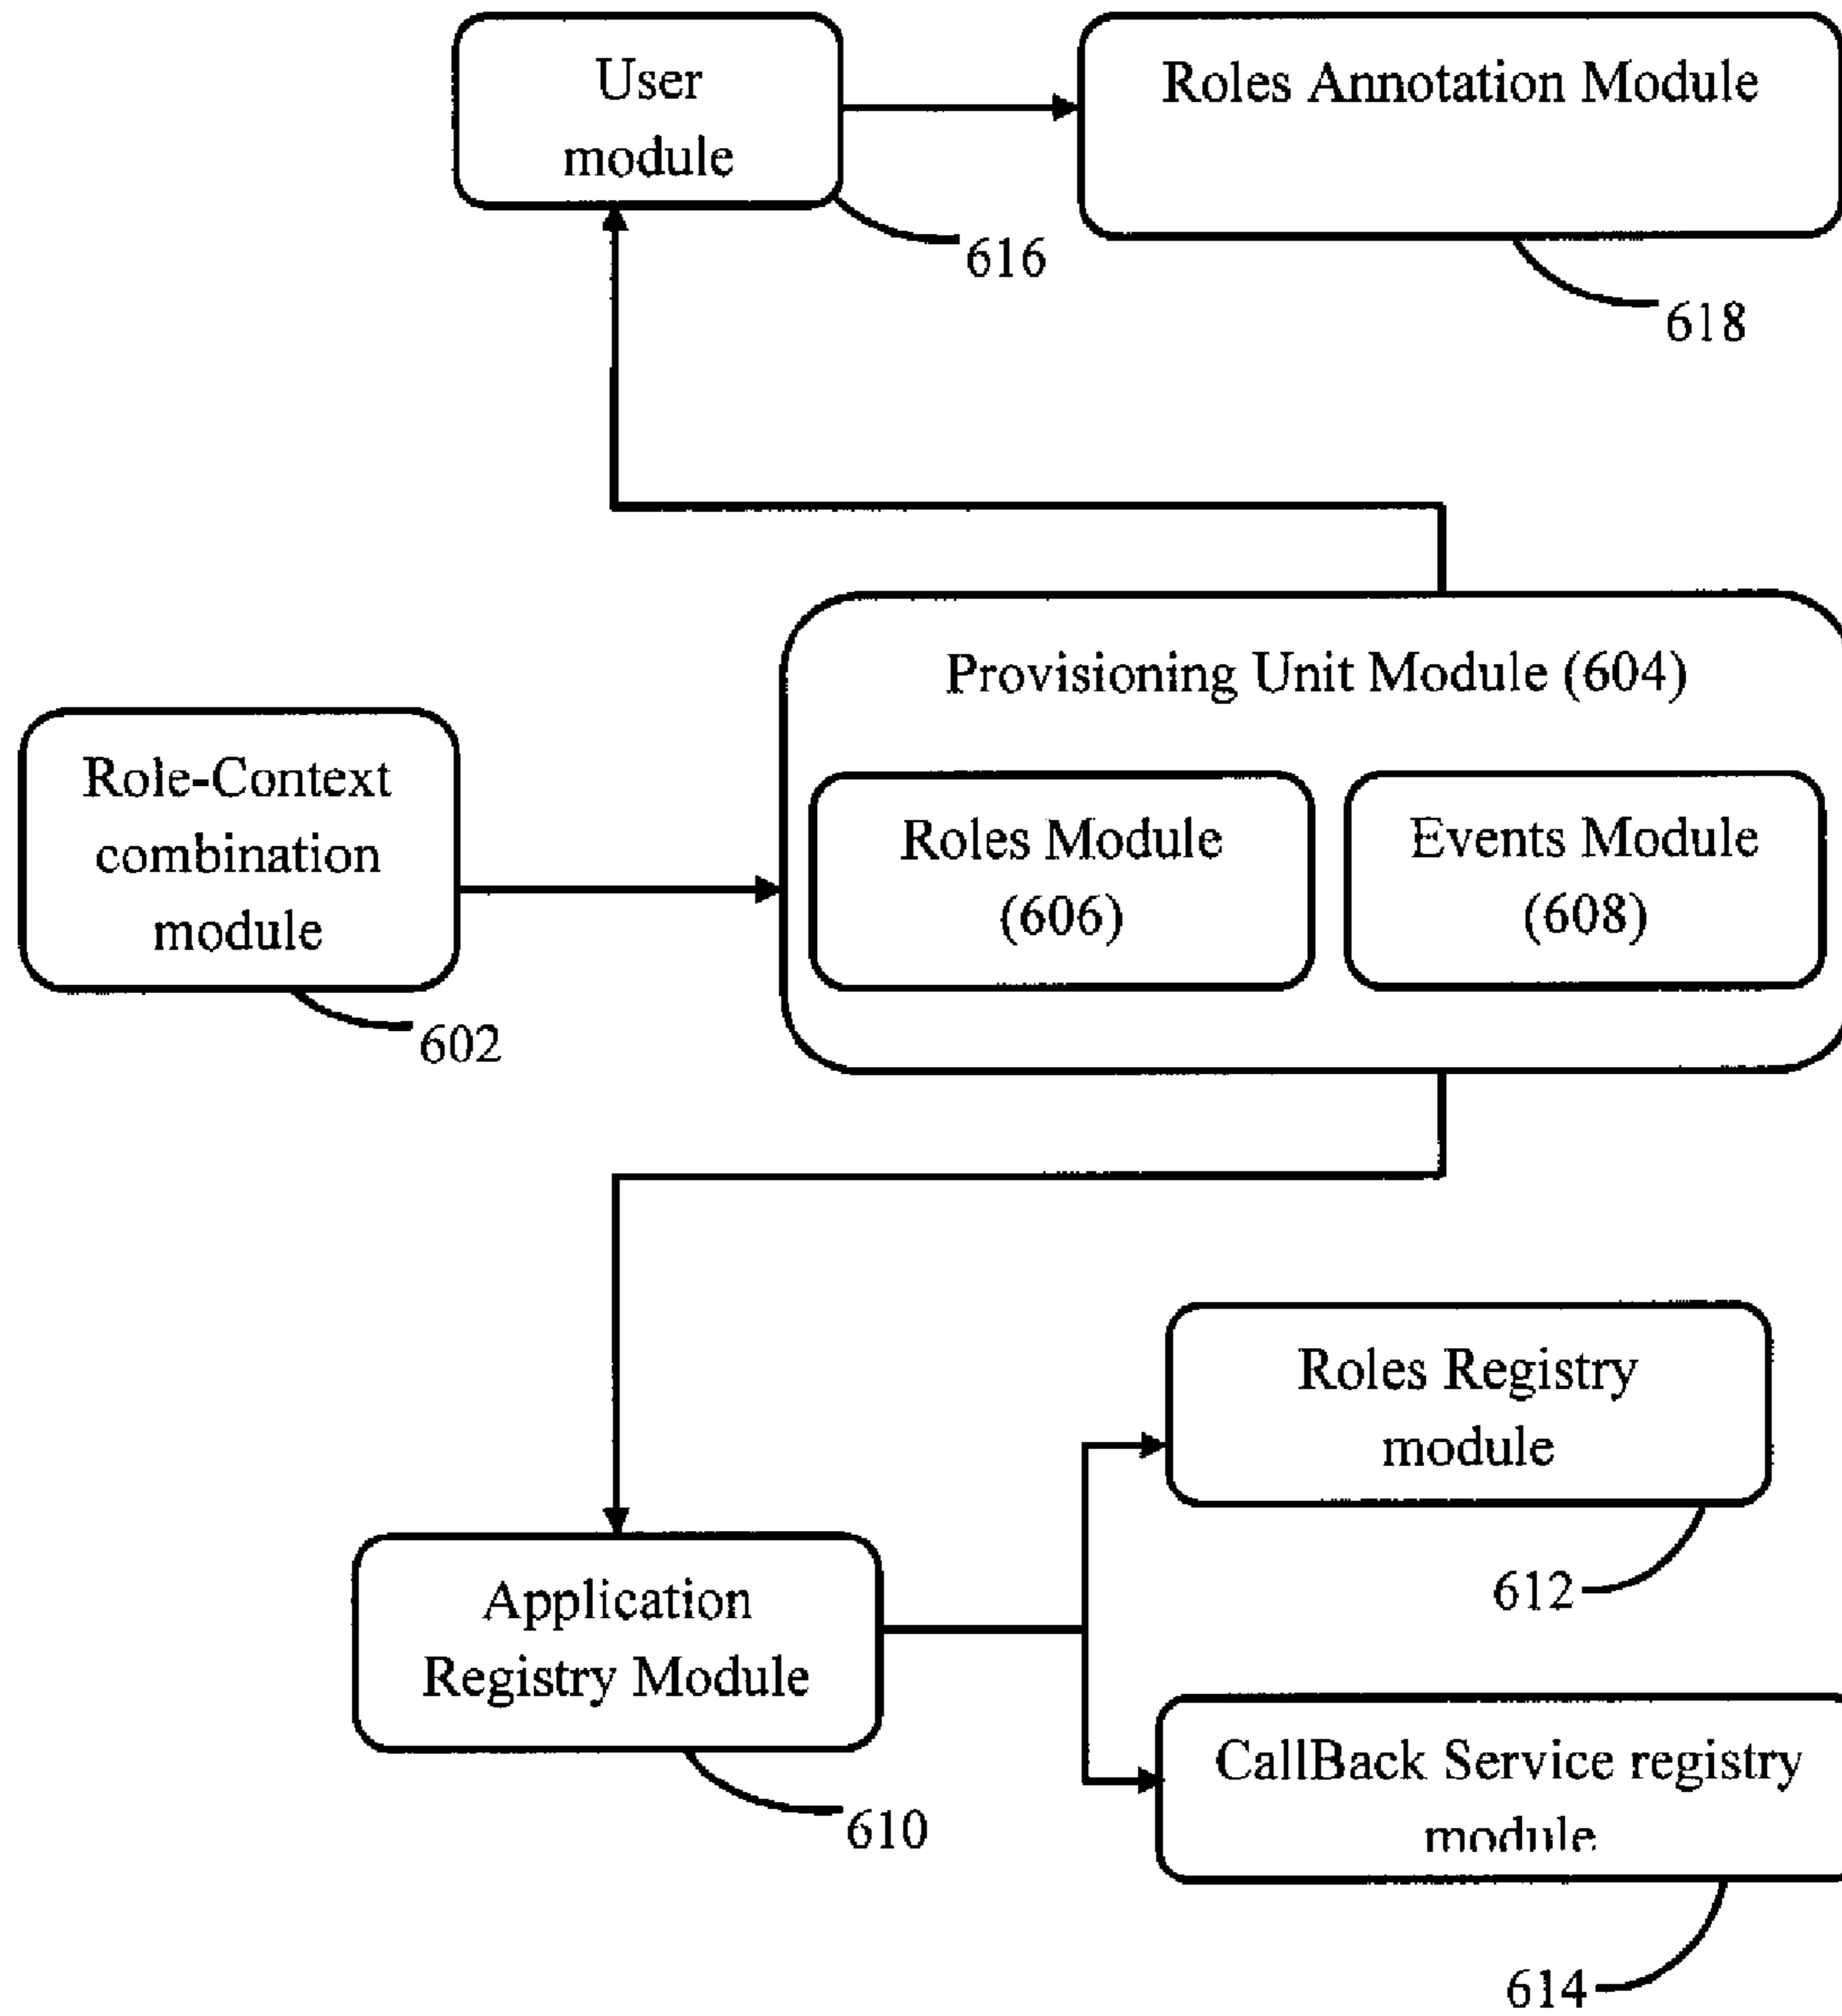 User
module
Roles Annotation Module
616
618
Provisioning Unit Module (604)
Role-Context
combination
module
Roles Module
(606)
Events Module
(608)
602
Roles Registry
module
612
Application
Registry Module
CallBack Service registry
module
610
614